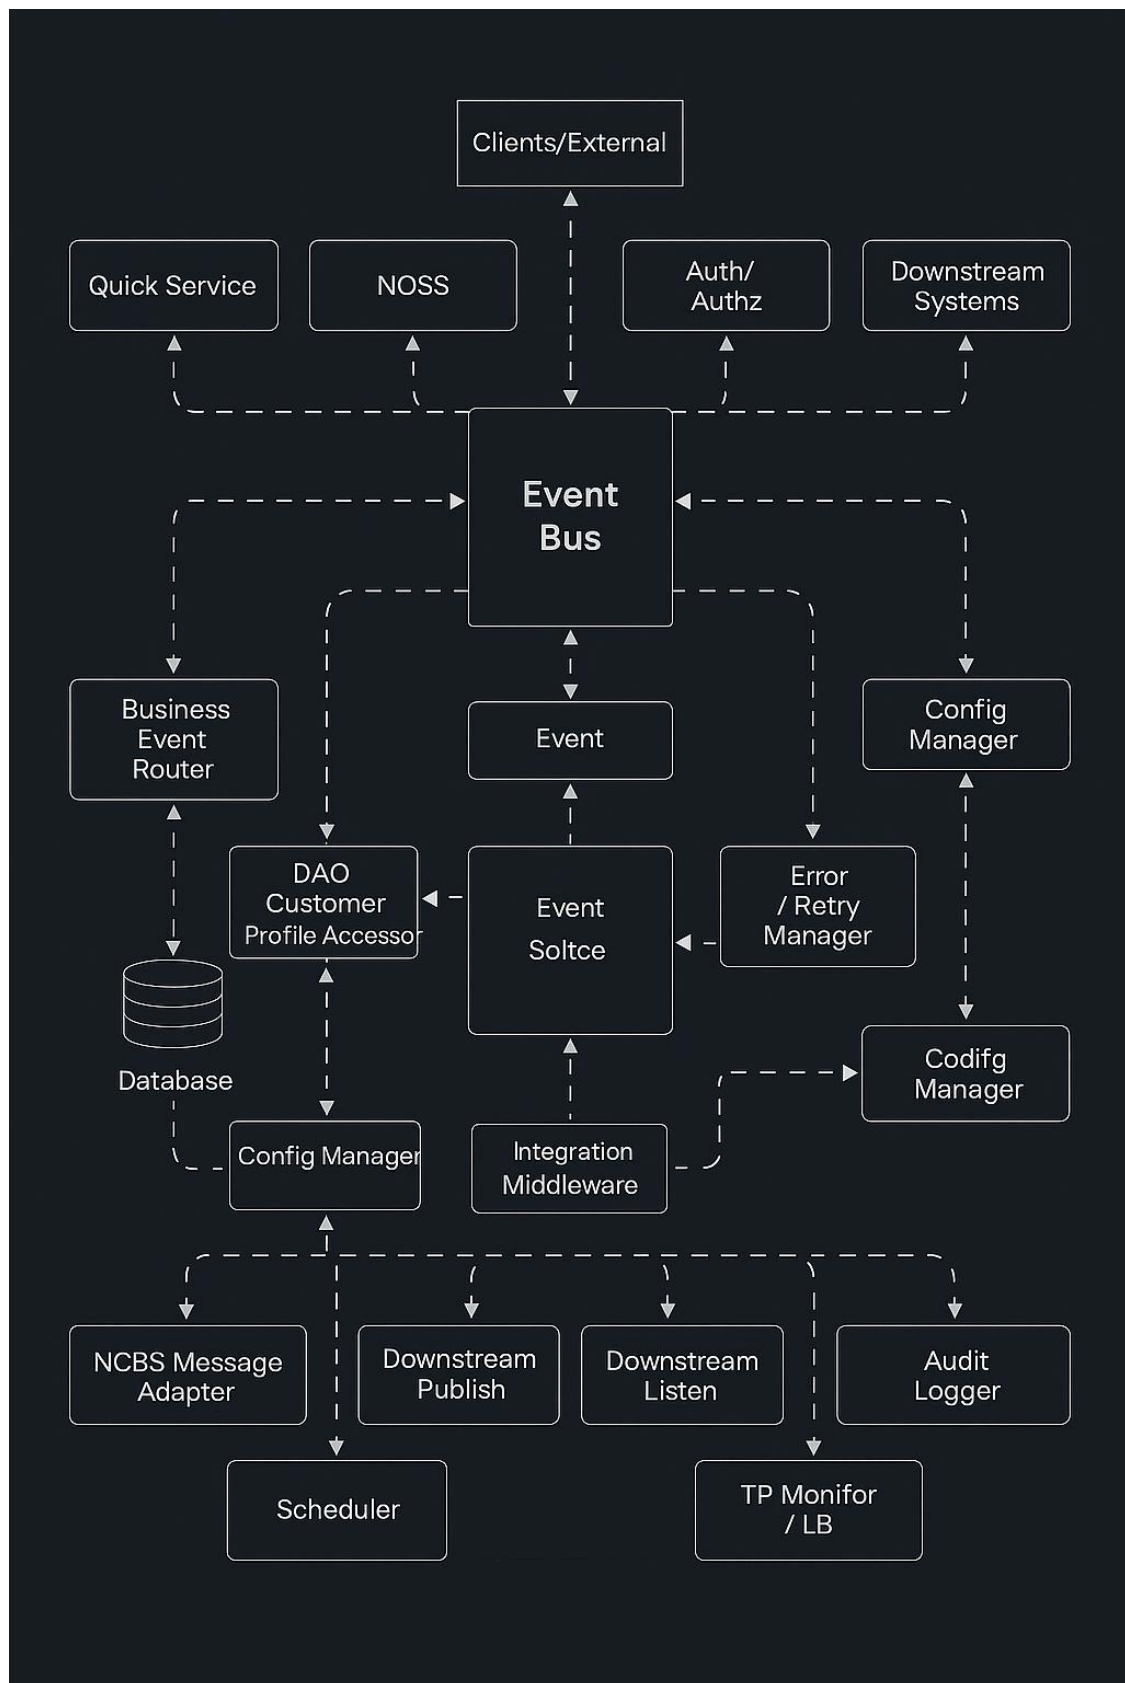 Clients/External
Quick Service
NOSS
Auth/
Authz
Downstream
Systems
Event
Bus
Business
Event
Router
Event
Config
Manager
DAO
Customer
Profile Accessor
Event
Soltce
Error
/ Retry
Manager
Database
Codifg
Manager
Config Manager
Integration
Middleware
NCBS Message
Adapter
Downstream
Publish
Downstream
Listen
Audit
Logger
Scheduler
TP Monifor
/ LB